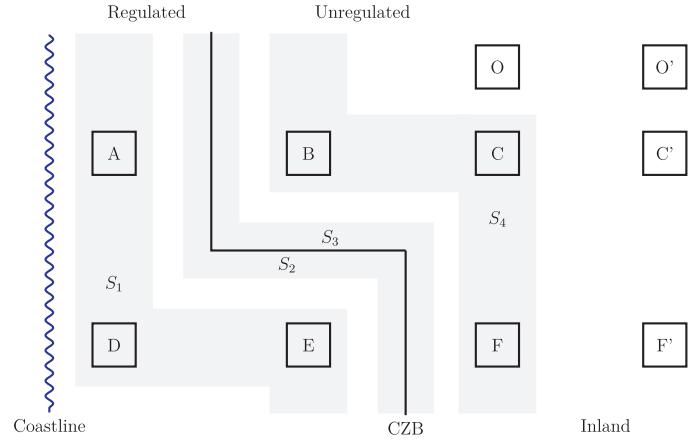 Regulated Unregulated
O O'
A B C C'
S4
S3
S2
S1
D E F F'
Coastline CZB Inland